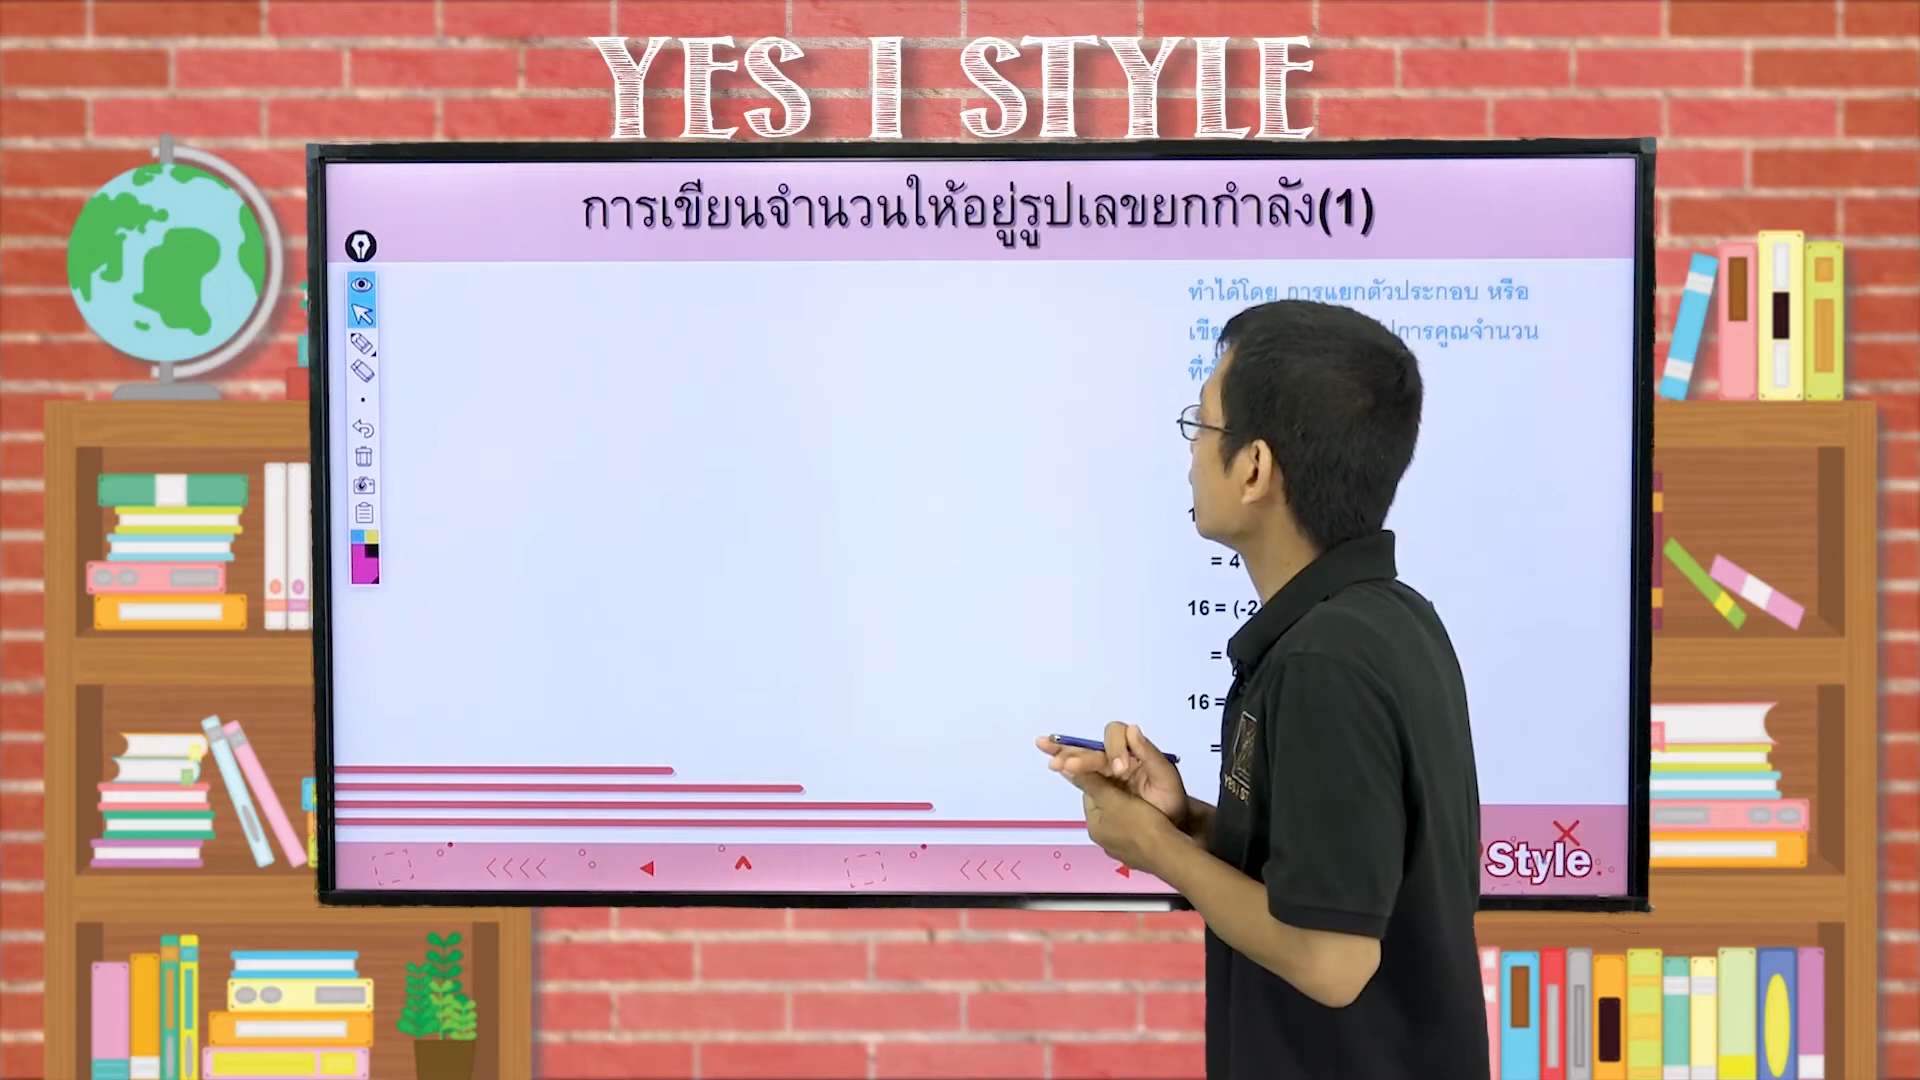 YES I STYLE
การเขียนจำนวนให้อยู่รูปเลขยกกำลัง(1)
ทำได้โดย การแยกตัวประกอบ หรือ
การคูณจำนวน
= 4
16 = (-2)
=
16 =
=
Style